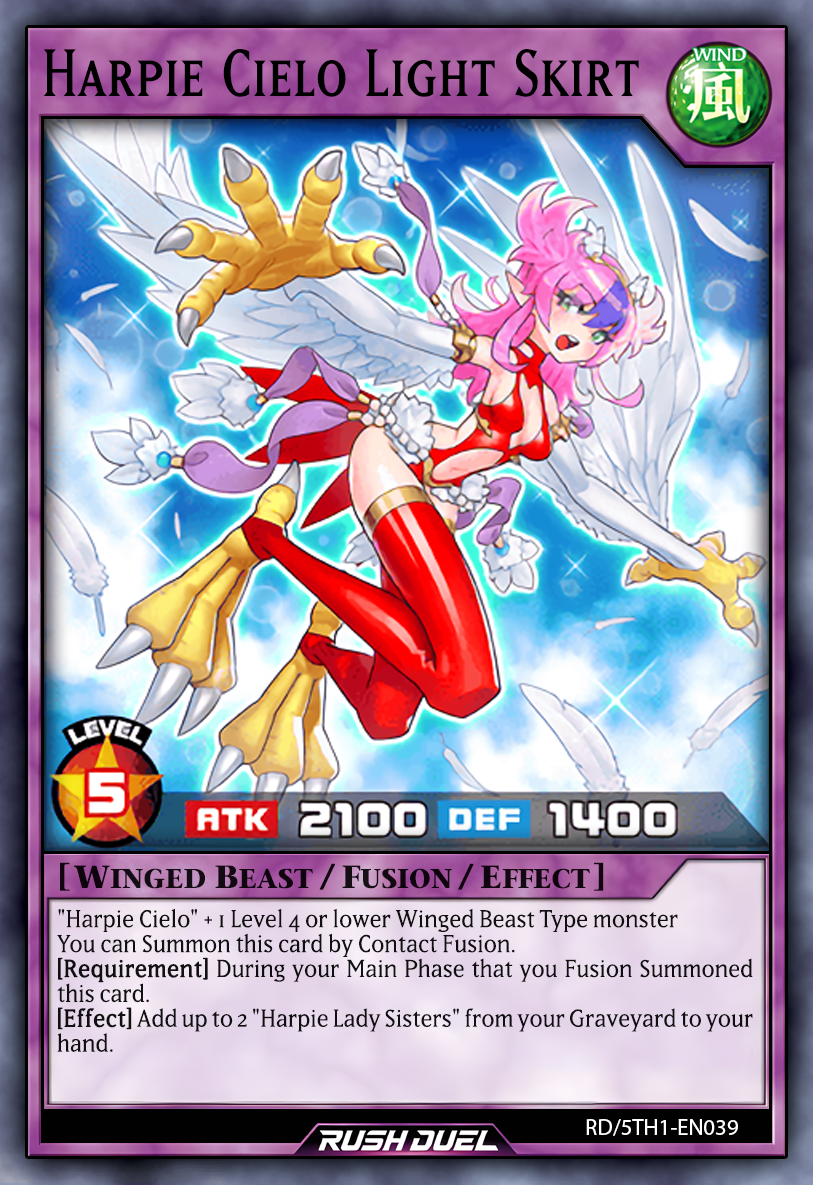 Harpie Cielo Light Skirt
WIND
風
LEVEL
5
ATK 2100 DEF 1400
[Winged Beast / Fusion / Effect]
"Harpie Cielo" + 1 Level 4 or lower Winged Beast Type monster
You can Summon this card by Contact Fusion.
[Requirement] During your Main Phase that you Fusion Summoned
this card.
[Effect] Add up to 2 "Harpie Lady Sisters" from your Graveyard to your
hand.
RD/5TH1-EN039
RUSH DUEL